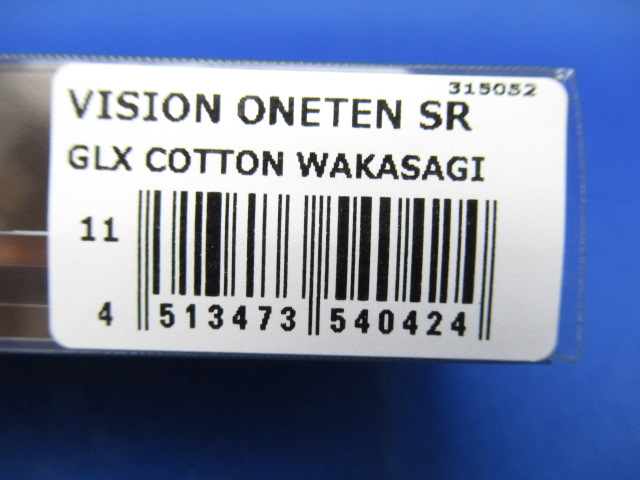 315052
VISION ONETEN SR
GLX COTTON WAKASAGI
11
4 513473 540424